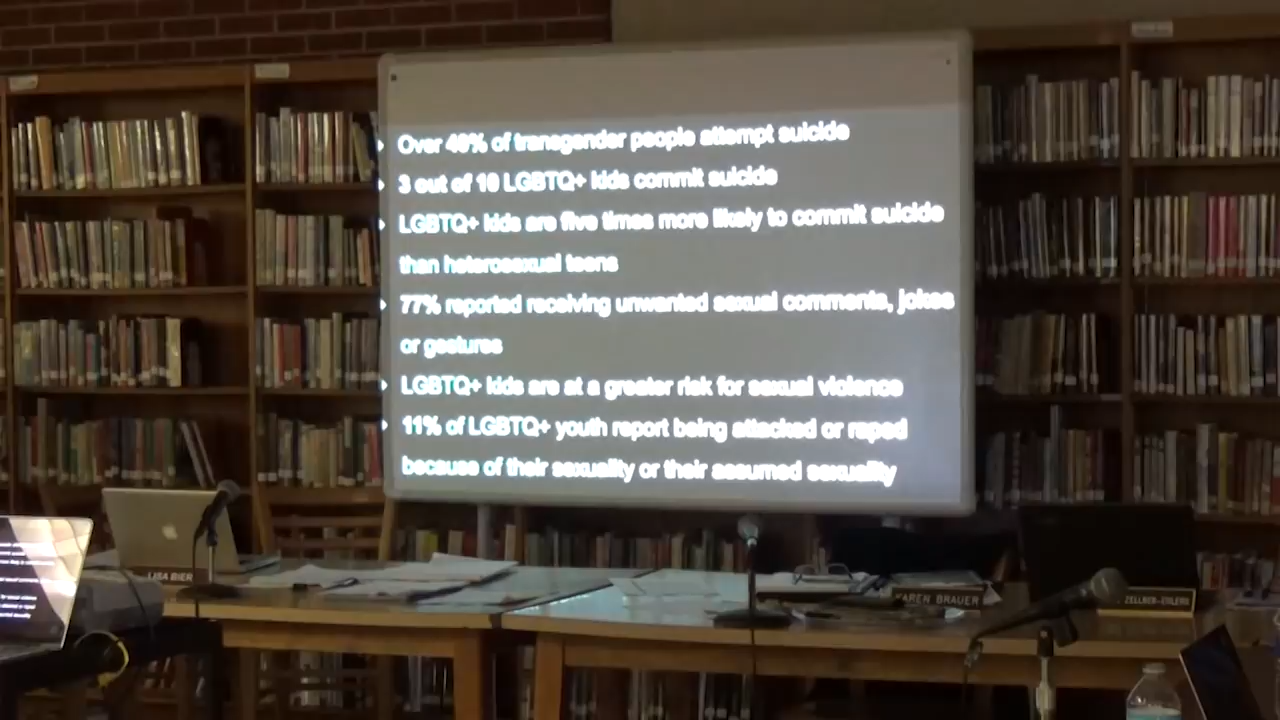 Over 40% of transgender people attempt suicide
3 out of 10 LGBTQ+ kids commit suicide
LGBTQ+ kids are five times more likely to commit suicide
than heterosexual teens
77% reported receiving unwanted sexual comments, jokes
or gestures
LGBTQ+ kids are at a greater risk for sexual violence
11% of LGBTQ+ youth report being attacked or raped
because of their sexuality or their assumed sexuality
LISA BIER
KAREN BRAUER
ZELLBER-EHLERS